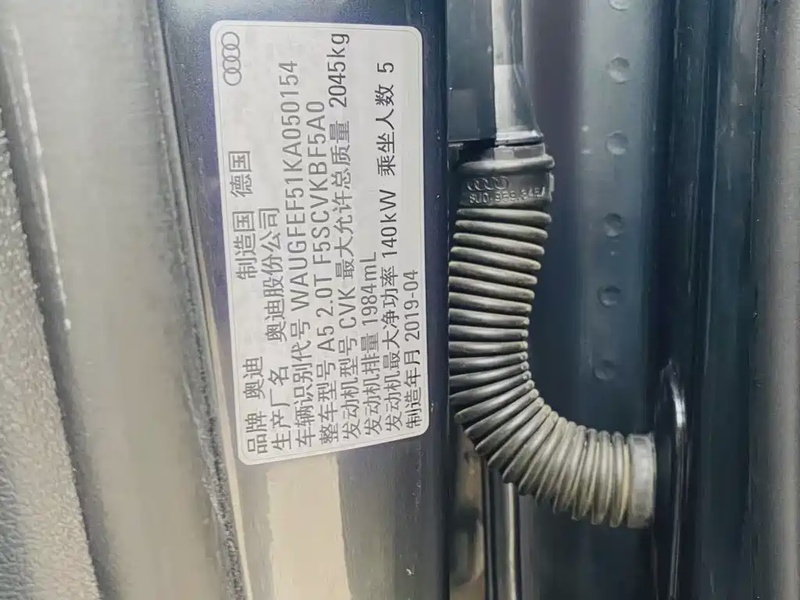 品牌 奥迪 制造国 德国
生产厂名 奥迪股份公司
车辆识别代号 WAUGFEF51KA050154
整车型号 A5 2.0T F5SCVKBF5A0
发动机型号 CVK 最大允许总质量 2045kg
发动机排量 1984mL
发动机最大净功率 140kW 乘坐人数 5
制造年月 2019-04